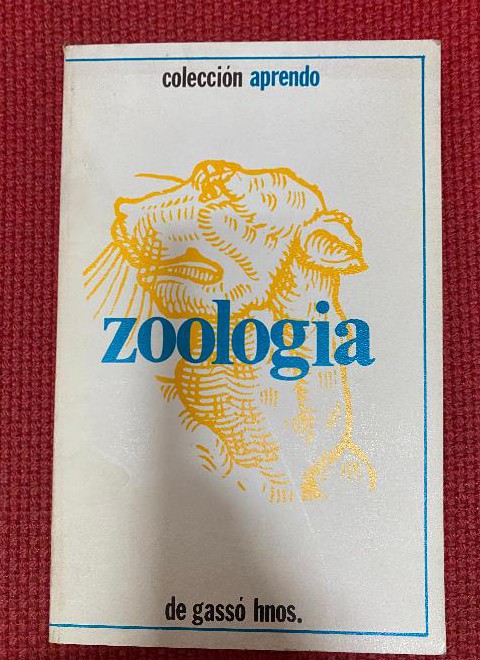 colección aprendo
zoologia
de gassó hnos.